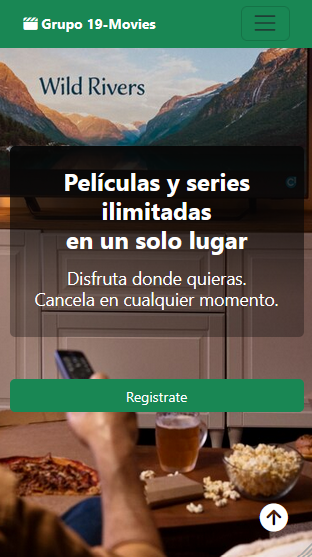 Grupo 19-Movies
Wild Rivers
Películas y series
ilimitadas
en un solo lugar
Disfruta donde quieras.
Cancela en cualquier momento.
Registrate